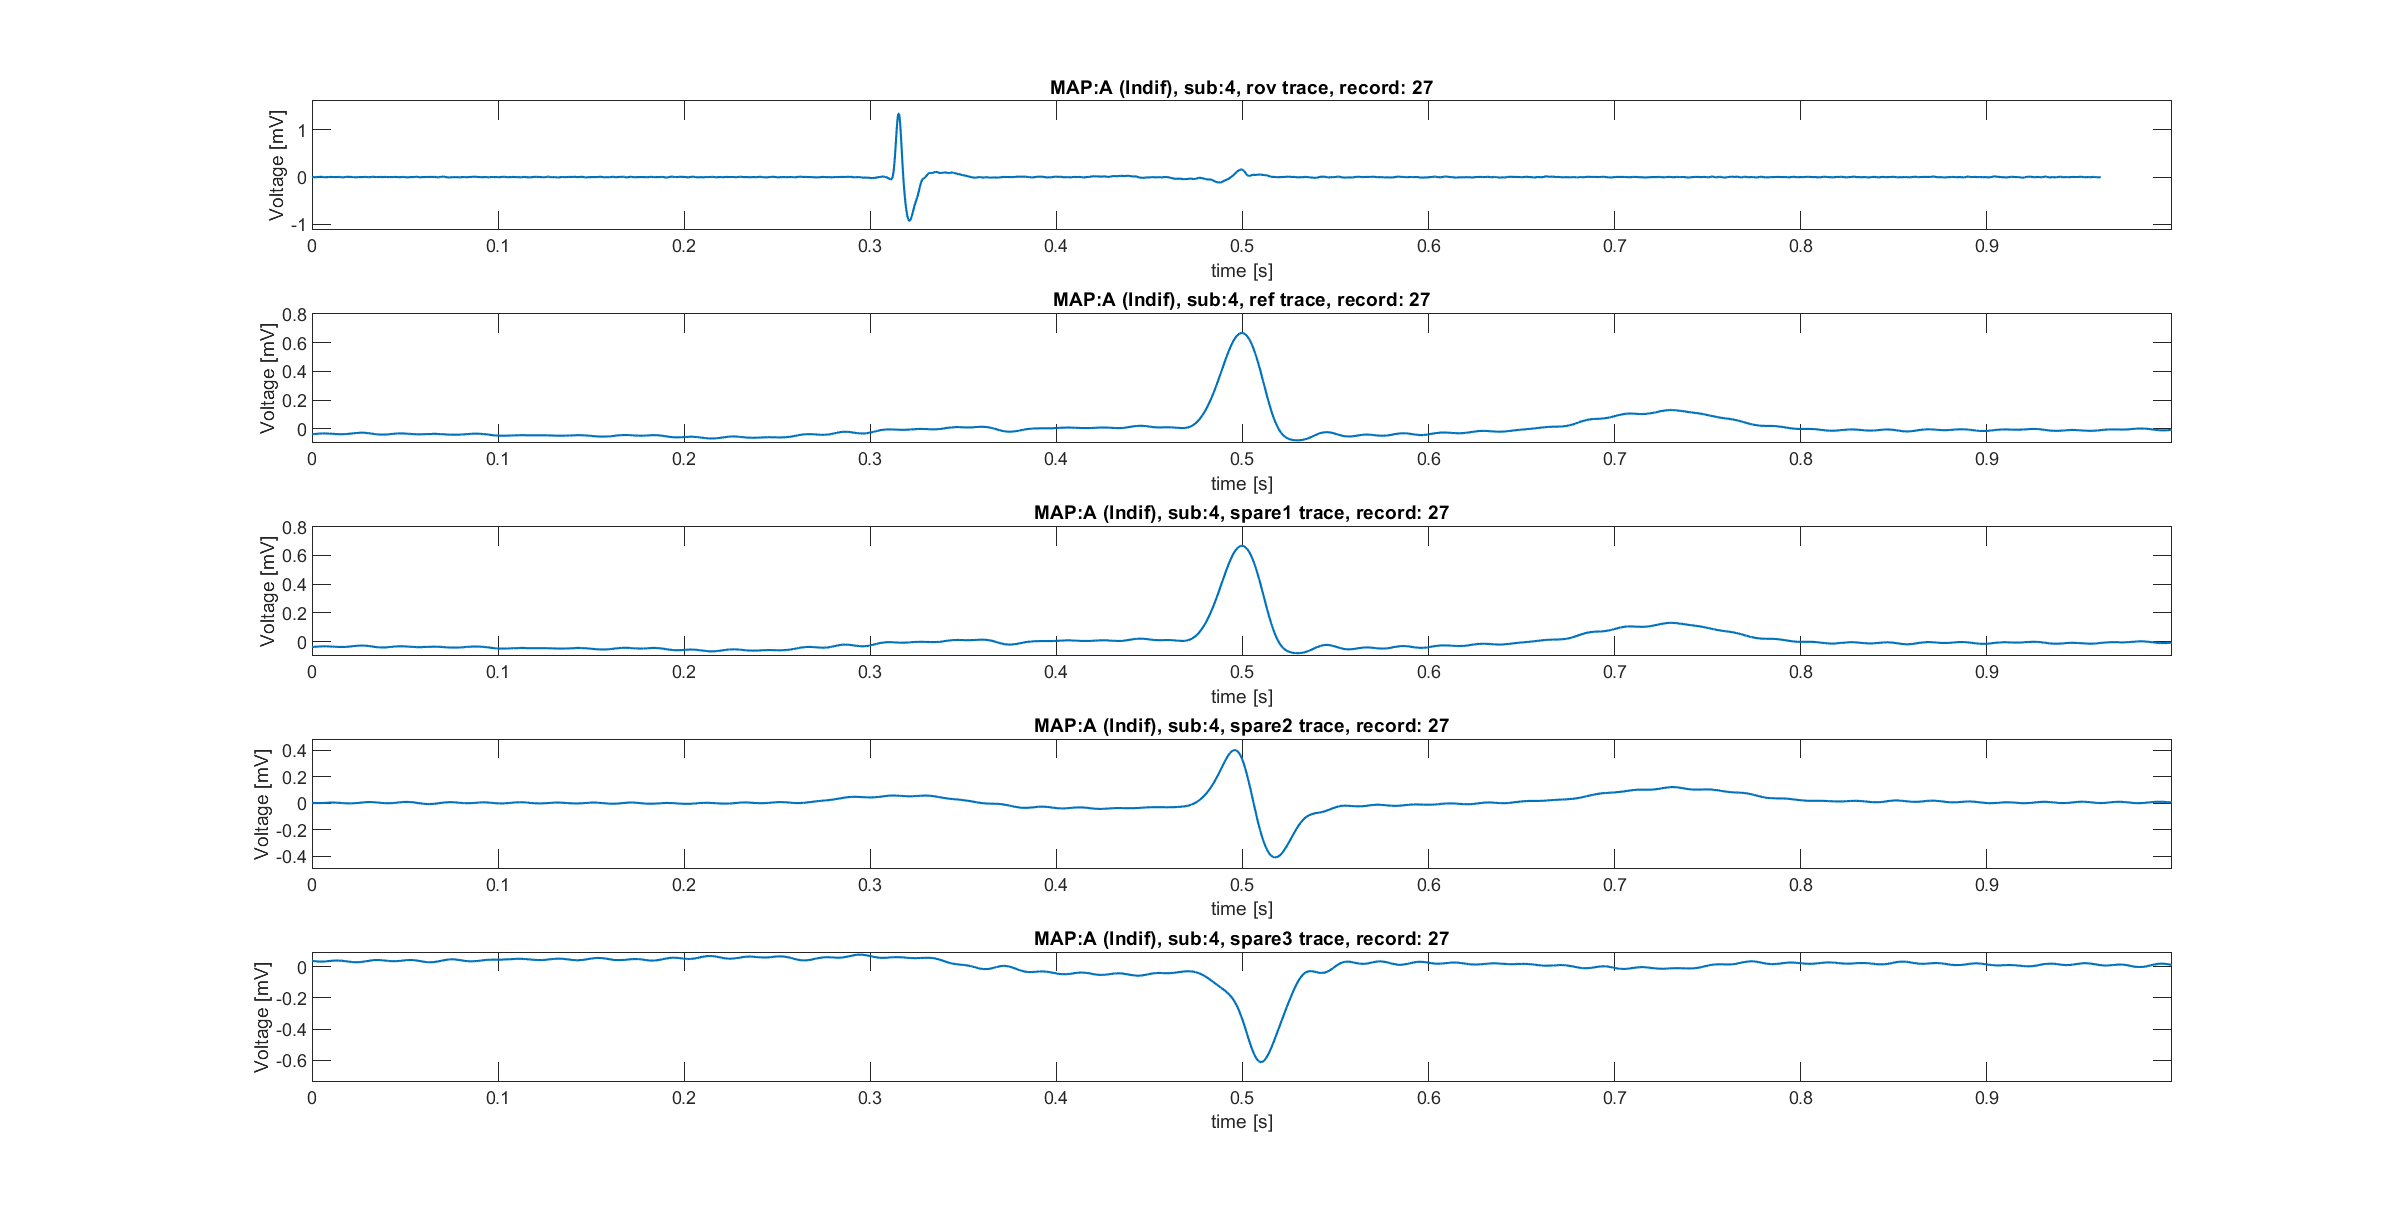 MAP:A (Indif), sub:4, rov trace, record: 27
Voltage [mV]
1
0
-1
0 0.1 0.2 0.3 0.4 0.5 0.6 0.7 0.8 0.9
time [s]
MAP:A (Indif), sub:4, ref trace, record: 27
Voltage [mV]
0.8
0.6
0.4
0.2
0
0 0.1 0.2 0.3 0.4 0.5 0.6 0.7 0.8 0.9
time [s]
MAP:A (Indif), sub:4, spare1 trace, record: 27
Voltage [mV]
0.8
0.6
0.4
0.2
0
0 0.1 0.2 0.3 0.4 0.5 0.6 0.7 0.8 0.9
time [s]
MAP:A (Indif), sub:4, spare2 trace, record: 27
Voltage [mV]
0.4
0.2
0
-0.2
-0.4
0 0.1 0.2 0.3 0.4 0.5 0.6 0.7 0.8 0.9
time [s]
MAP:A (Indif), sub:4, spare3 trace, record: 27
Voltage [mV]
0
-0.2
-0.4
-0.6
0 0.1 0.2 0.3 0.4 0.5 0.6 0.7 0.8 0.9
time [s]